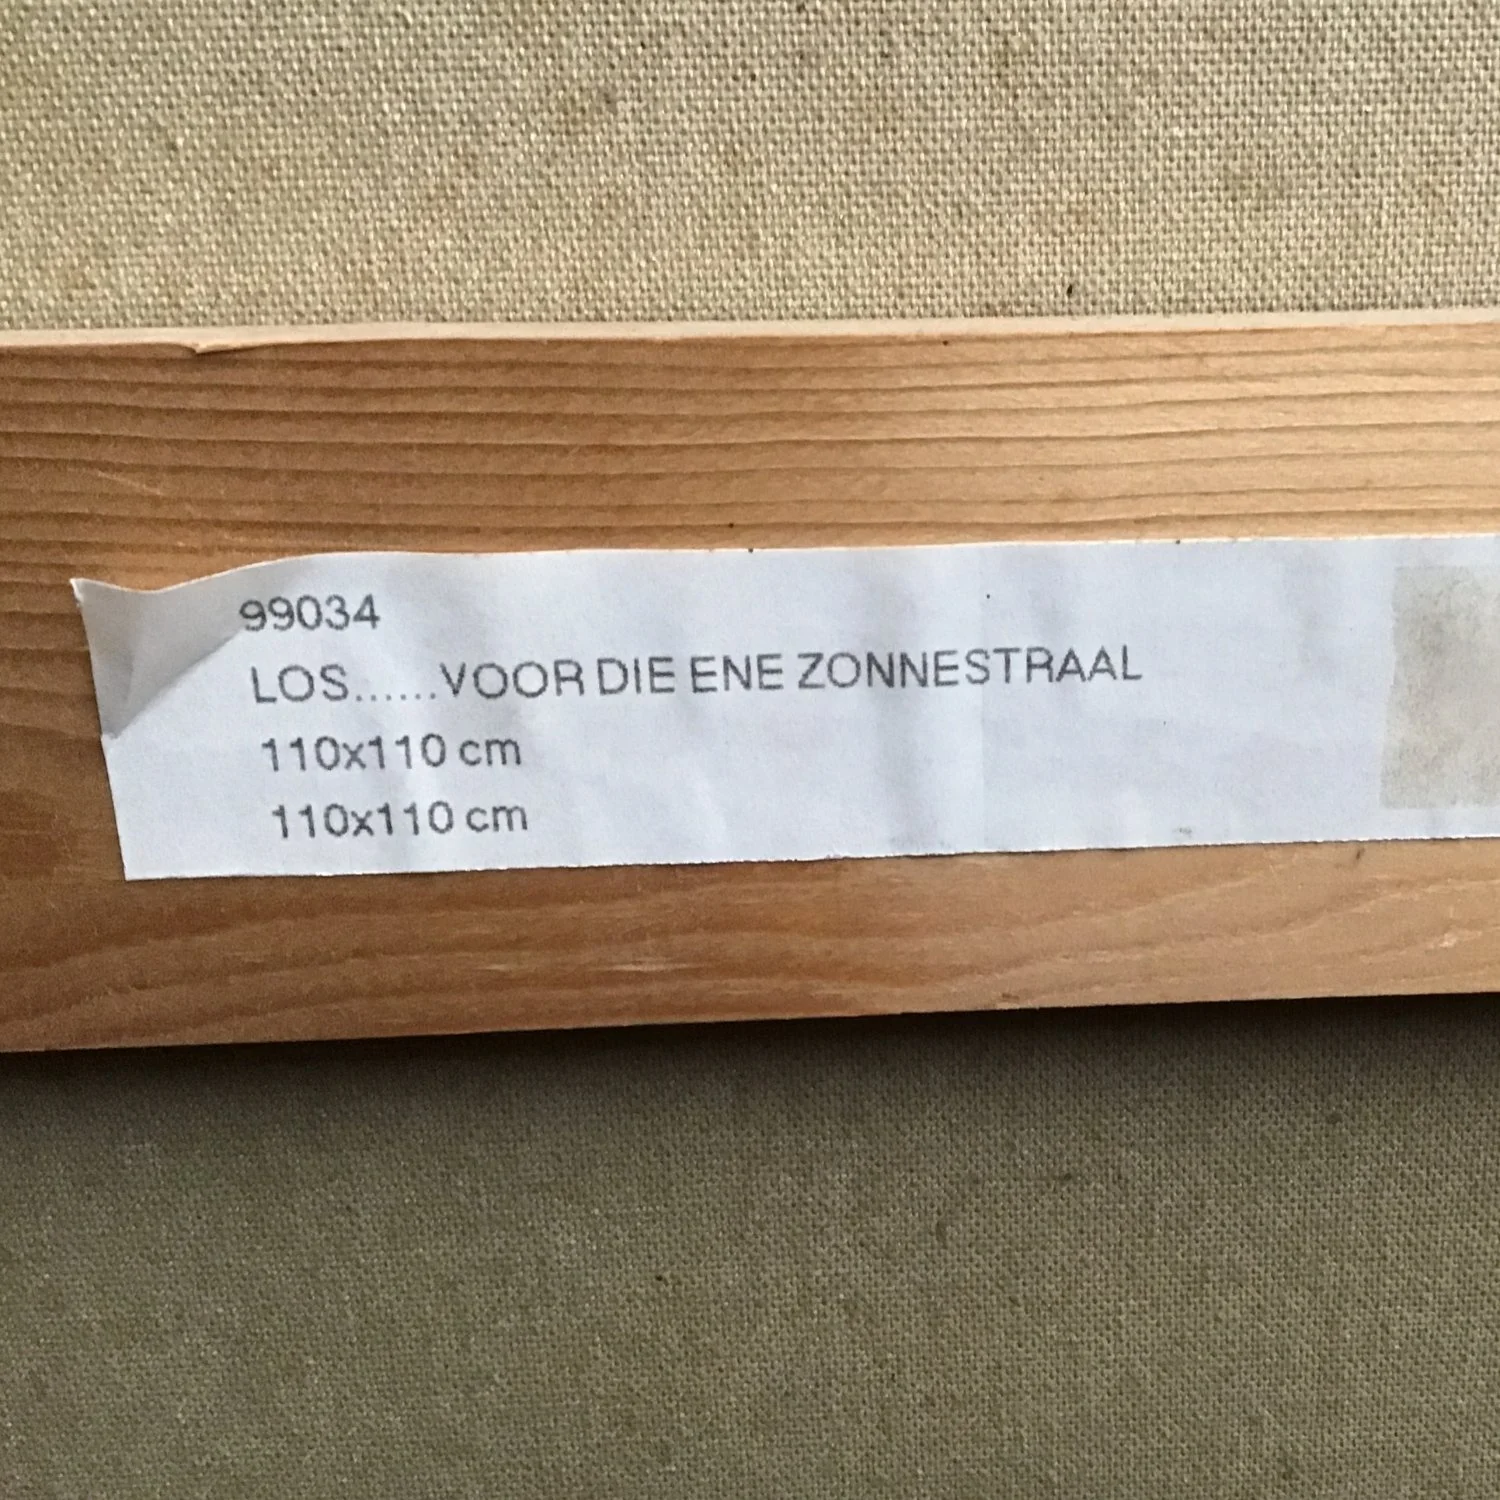 99034
LOS......VOOR DIE ENE ZONNESTRAAL
110x110 cm
110x110 cm